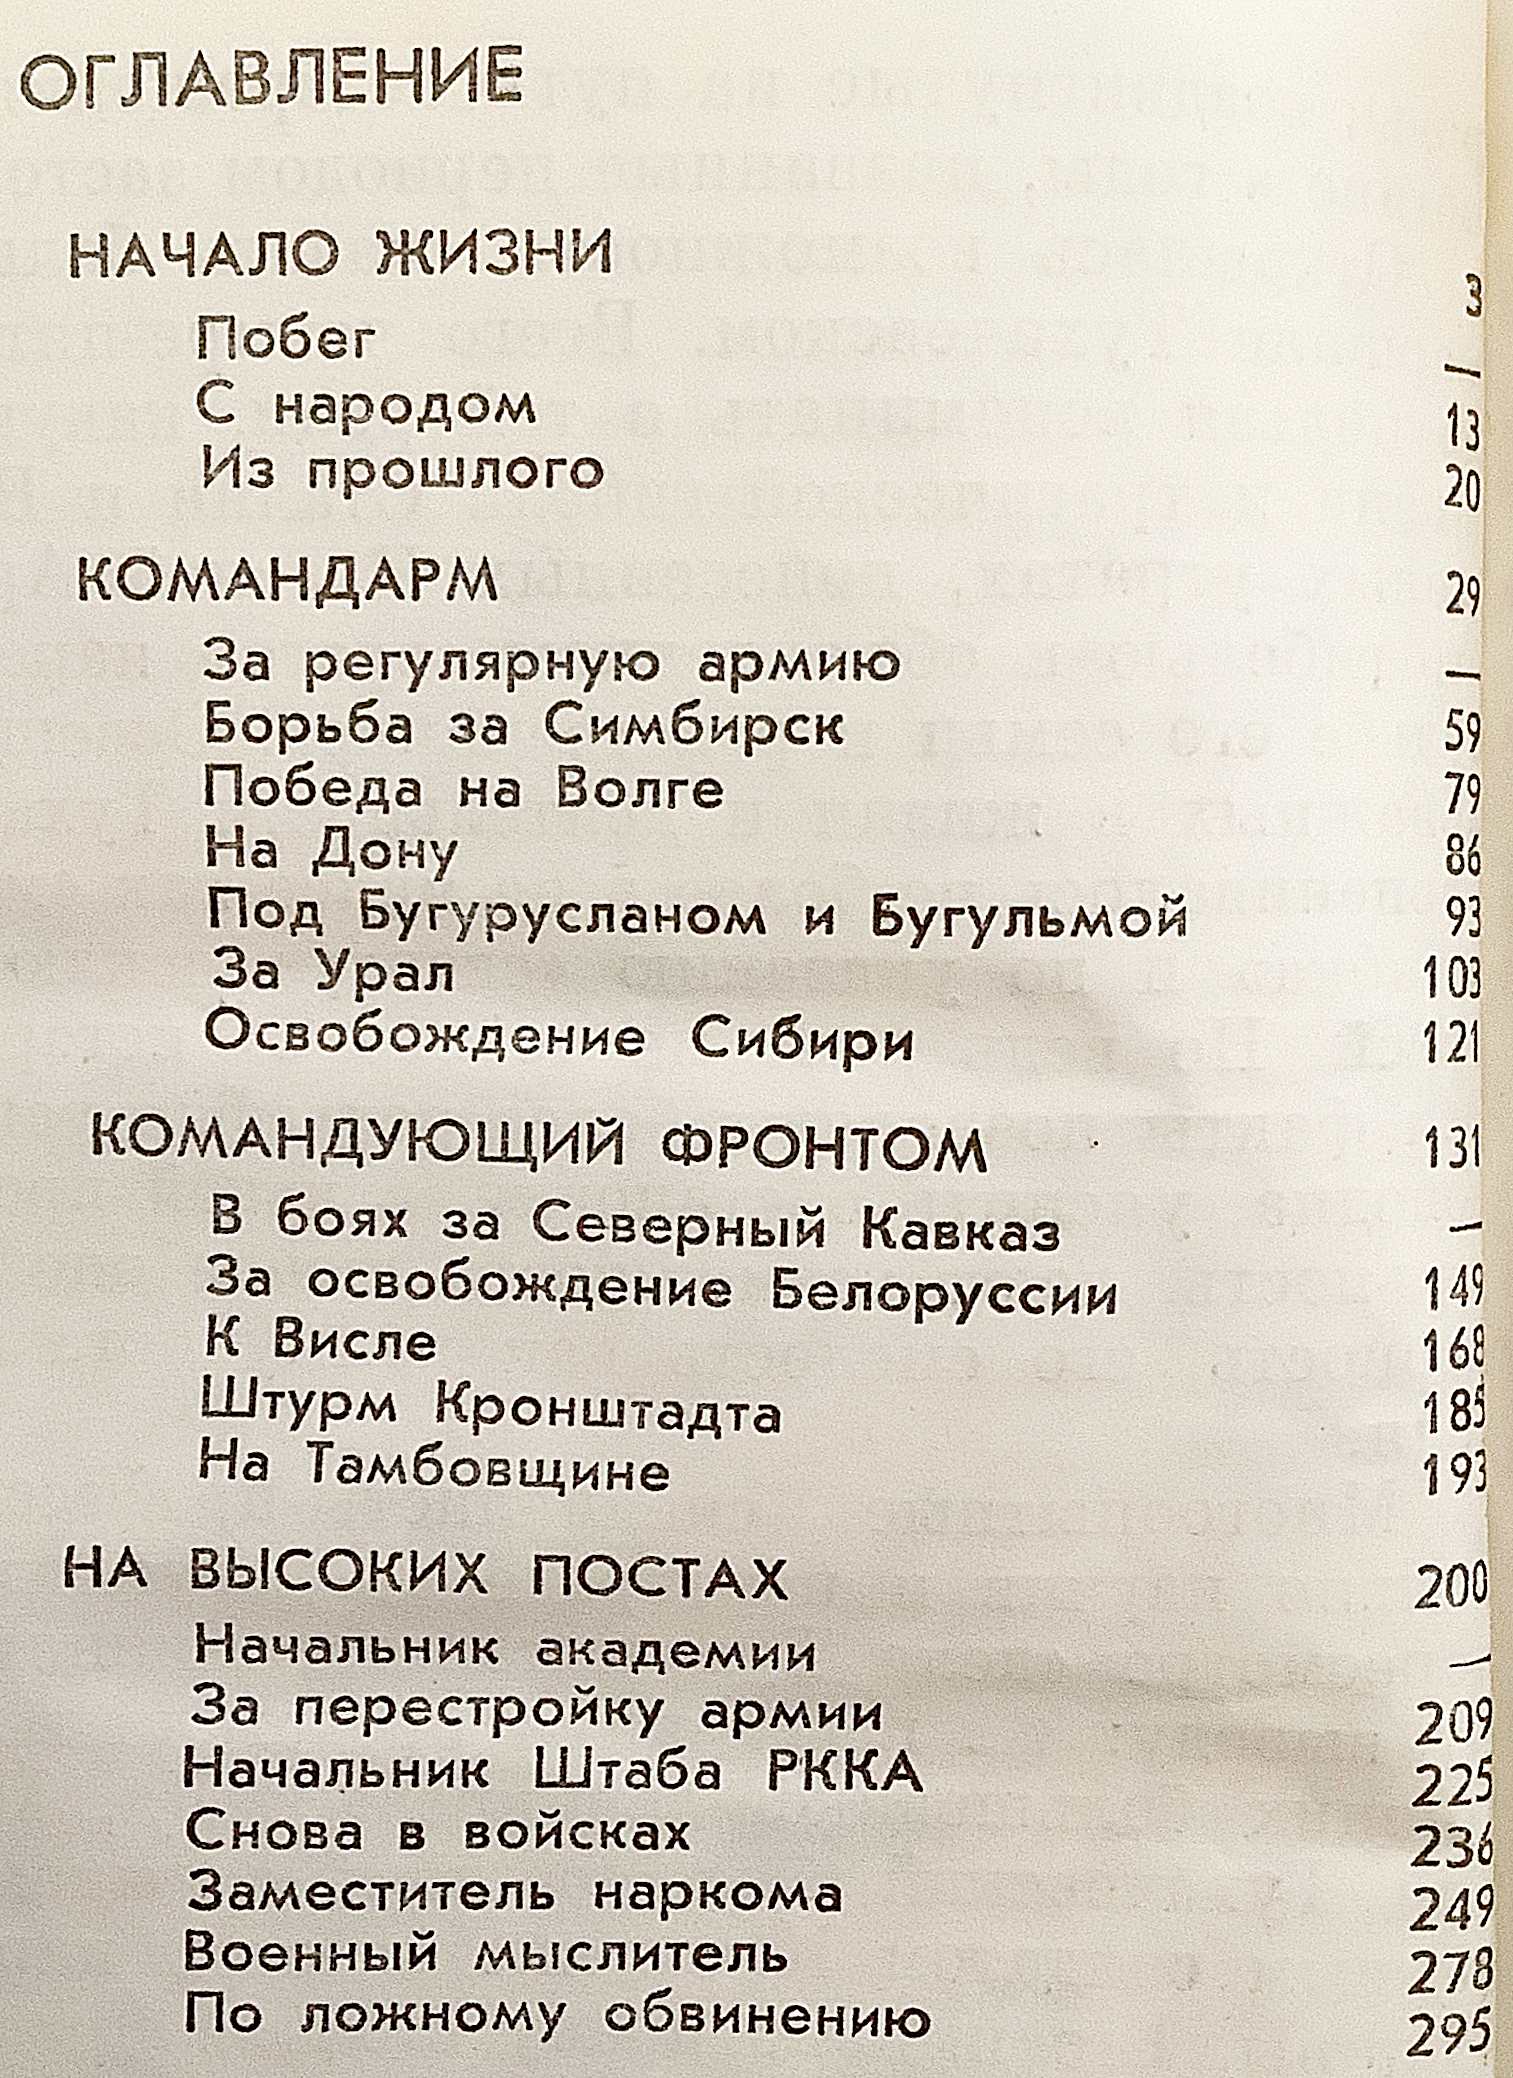 ОГЛАВЛЕНИЕ
НАЧАЛО ЖИЗНИ 3
Побег —
С народом 13
Из прошлого 20
КОМАНДАРМ 29
За регулярную армию —
Борьба за Симбирск 59
Победа на Волге 79
На Дону 86
Под Бугурусланом и Бугульмой 93
За Урал 103
Освобождение Сибири 121
КОМАНДУЮЩИЙ ФРОНТОМ 131
В боях за Северный Кавказ —
За освобождение Белоруссии 149
К Висле 168
Штурм Кронштадта 185
На Тамбовщине 193
НА ВЫСОКИХ ПОСТАХ 200
Начальник академии —
За перестройку армии 209
Начальник Штаба РККА 225
Снова в войсках 236
Заместитель наркома 249
Военный мыслитель 278
По ложному обвинению 295